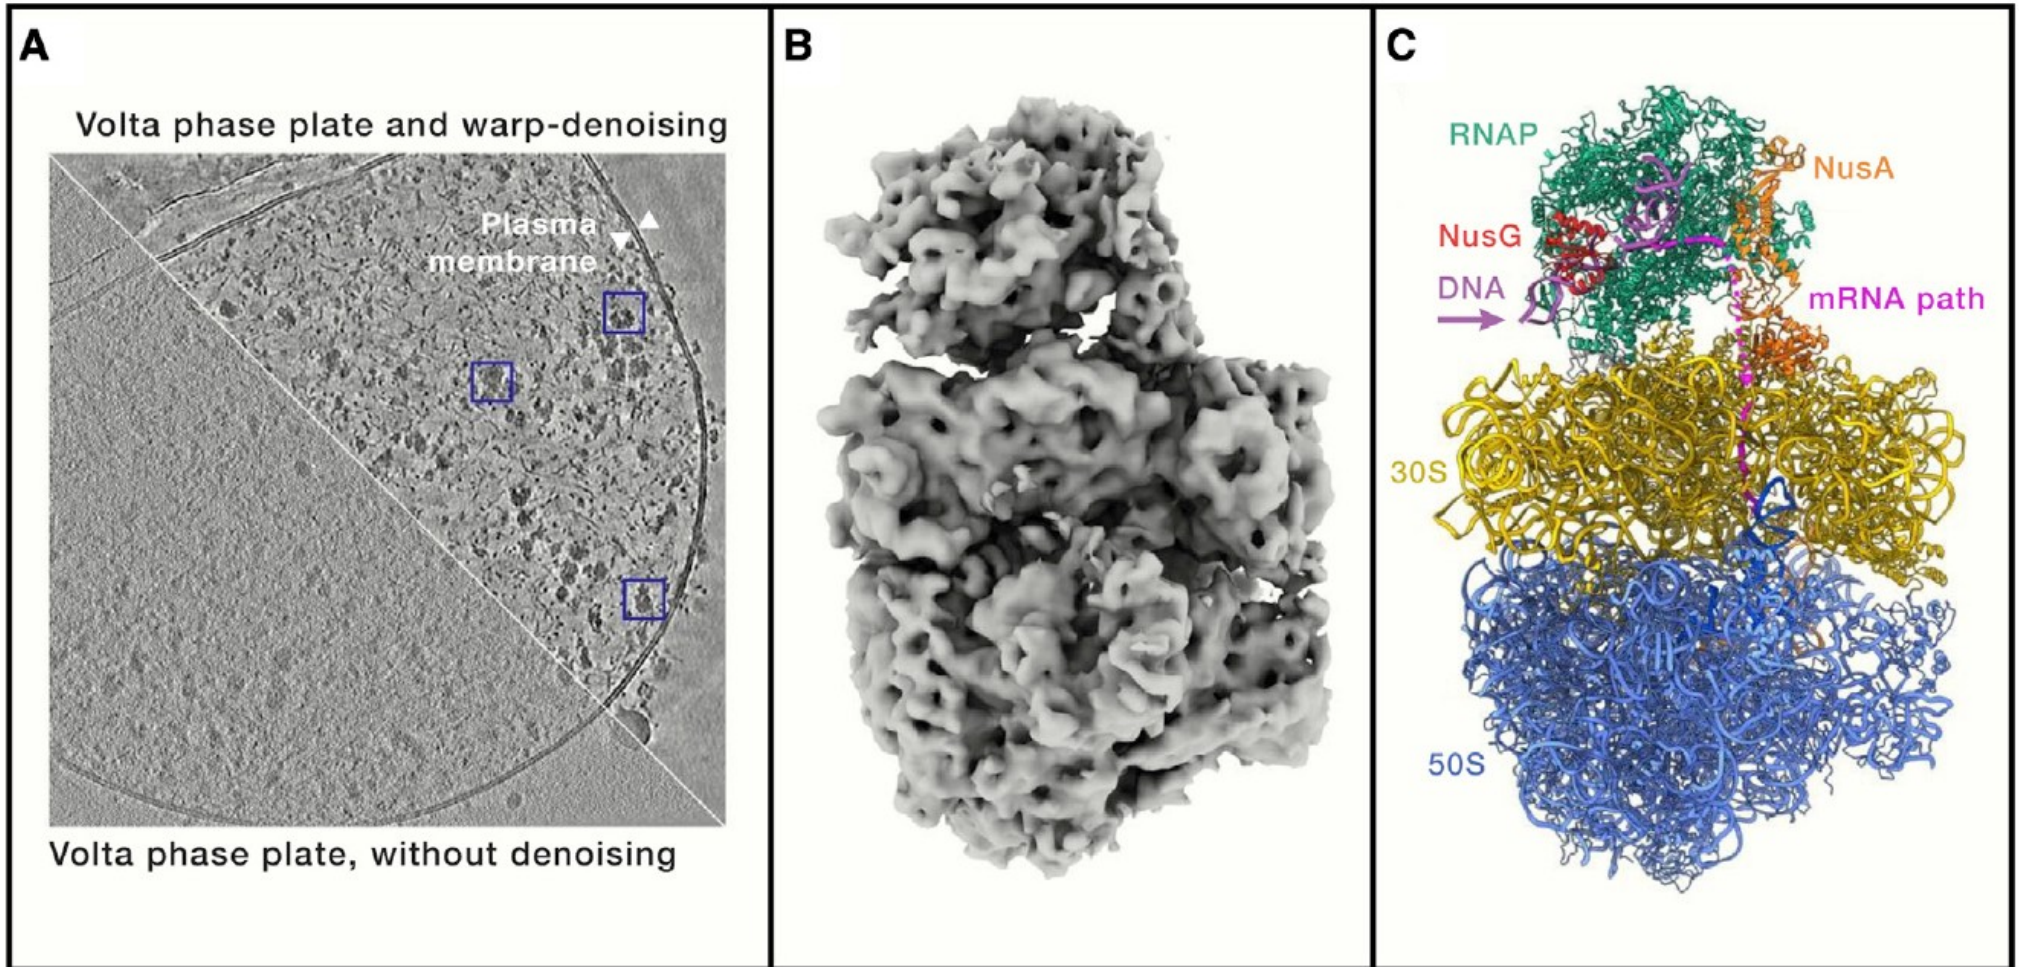 A
Volta phase plate and warp-denoising
Plasma
membrane
Volta phase plate, without denoising
B
C
RNAP
NusA
NusG
DNA
mRNA path
30S
50S